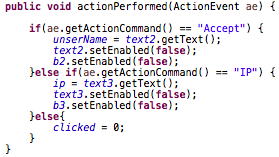 public void actionPerformed(ActionEvent ae) {
if(ae.getActionCommand() == "Accept") {
unserName = text2.getText();
text2.setEnabled(false);
b2.setEnabled(false);
}else if(ae.getActionCommand() == "IP") {
ip = text3.getText();
text3.setEnabled(false);
b3.setEnabled(false);
}else{
clicked = 0;
}
}